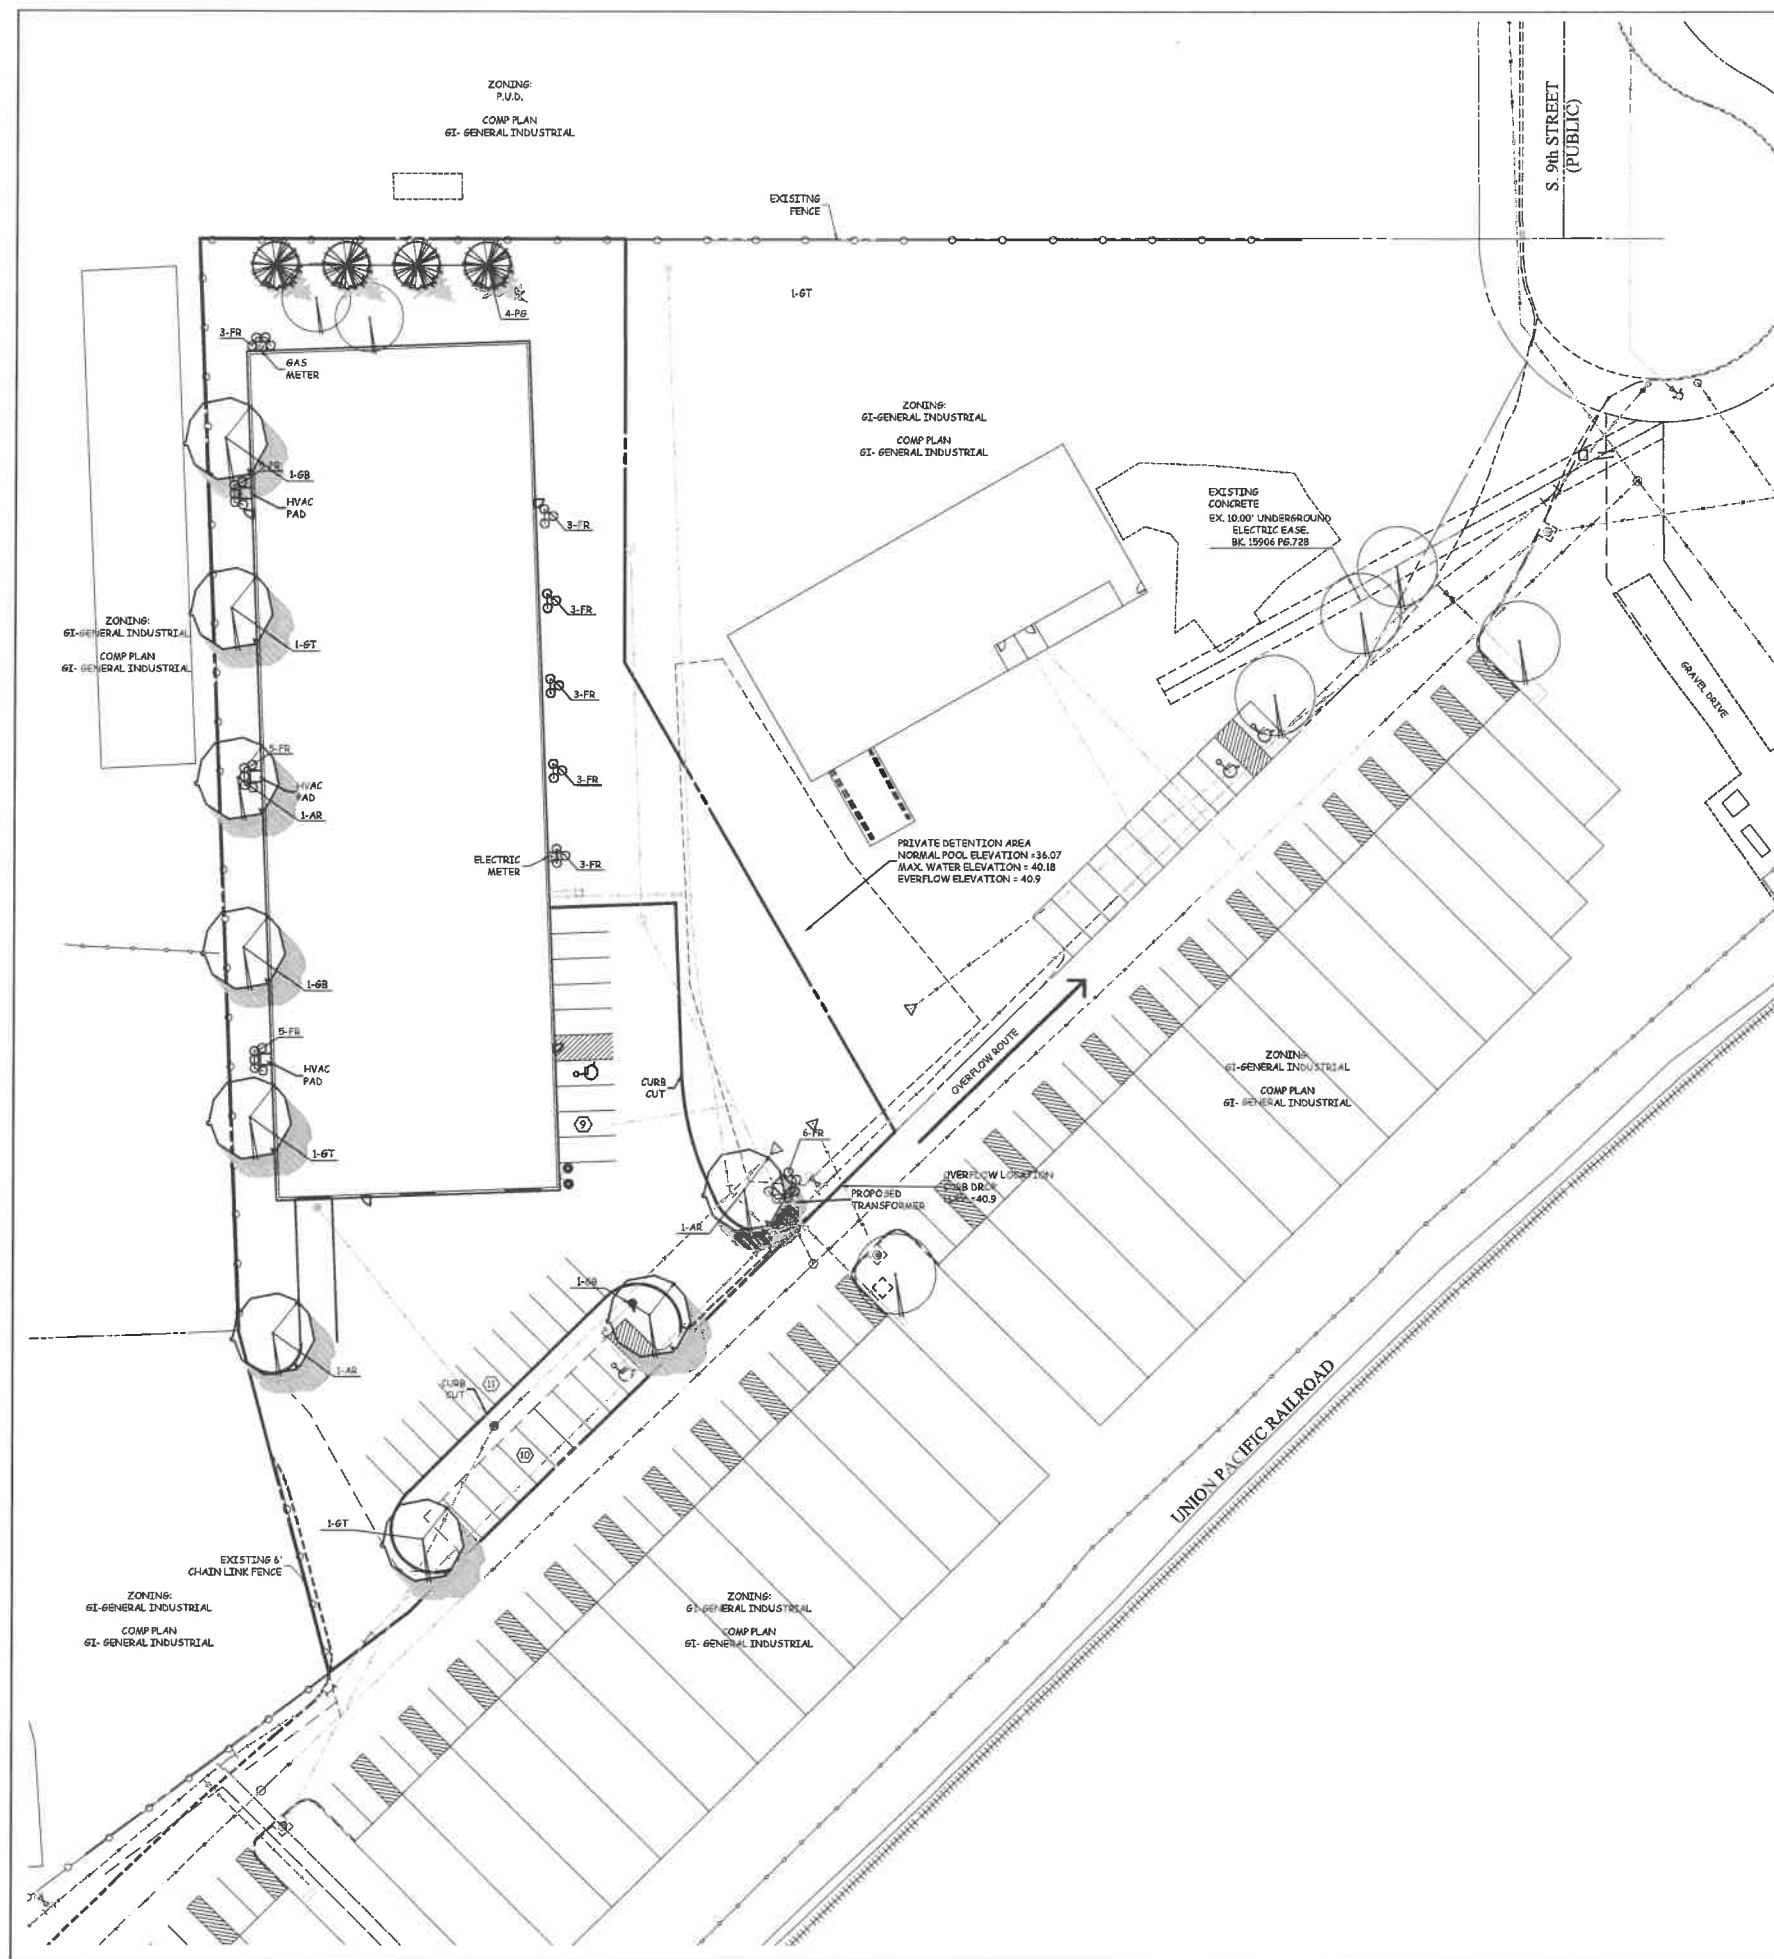 ZONING:
P.U.D.
COMP PLAN
GI- GENERAL INDUSTRIAL
S. 9th STREET
(PUBLIC)
EXISITNG
FENCE
1-GT
4-PG
3-FR
GAS
METER
ZONING:
GI-GENERAL INDUSTRIAL
COMP PLAN
GI- GENERAL INDUSTRIAL
1-GB
HVAC
PAD
3-FR
EXISTING
CONCRETE
EX. 10.00' UNDERGROUND
ELECTRIC EASE.
BK. 15906 PG.728
3-FR
ZONING:
GI-GENERAL INDUSTRIAL
COMP PLAN
GI- GENERAL INDUSTRIAL
1-GT
3-FR
GRAVEL DRIVE
5-FR
HVAC
PAD
1-AR
3-FR
ELECTRIC
METER
3-FR
PRIVATE DETENTION AREA
NORMAL POOL ELEVATION =36.07
MAX. WATER ELEVATION = 40.18
EVERFLOW ELEVATION = 40.9
1-GB
5-FR
HVAC
PAD
CURB
CUT
9
OVERFLOW ROUTE
ZONING:
GI-GENERAL INDUSTRIAL
COMP PLAN
GI- GENERAL INDUSTRIAL
1-GT
6-FR
OVERFLOW LOCATION
CURB DROP
=40.9
PROPOSED
TRANSFORMER
1-AR
1-GB
1-AR
CURB
CUT
11
10
UNION PACIFIC RAILROAD
1-GT
EXISTING 6'
CHAIN LINK FENCE
ZONING:
GI-GENERAL INDUSTRIAL
COMP PLAN
GI- GENERAL INDUSTRIAL
ZONING:
GI-GENERAL INDUSTRIAL
COMP PLAN
GI- GENERAL INDUSTRIAL